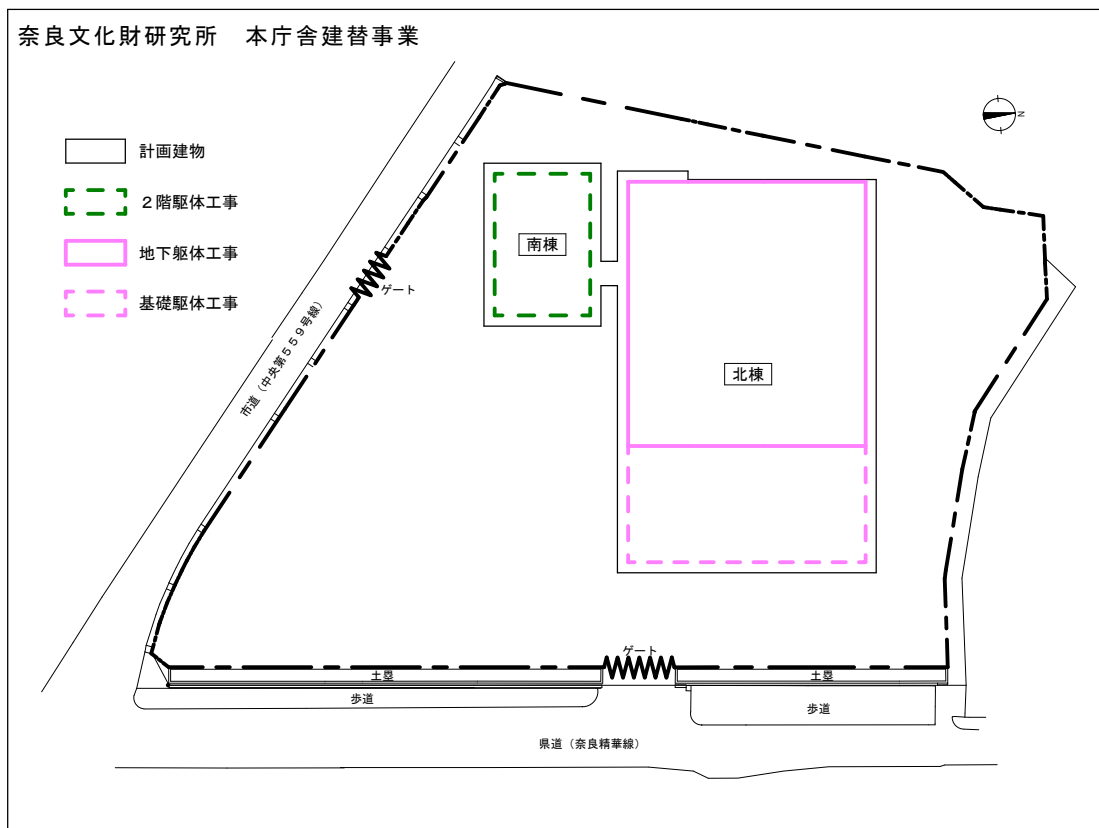 奈良文化財研究所　本庁舎建替事業
N
計画建物
２階駆体工事
地下躯体工事
基礎駆体工事
南棟
ゲート
市道（中央第５５９号線）
北棟
ゲート
土塁
土塁
歩道
歩道
県道（奈良精華線）